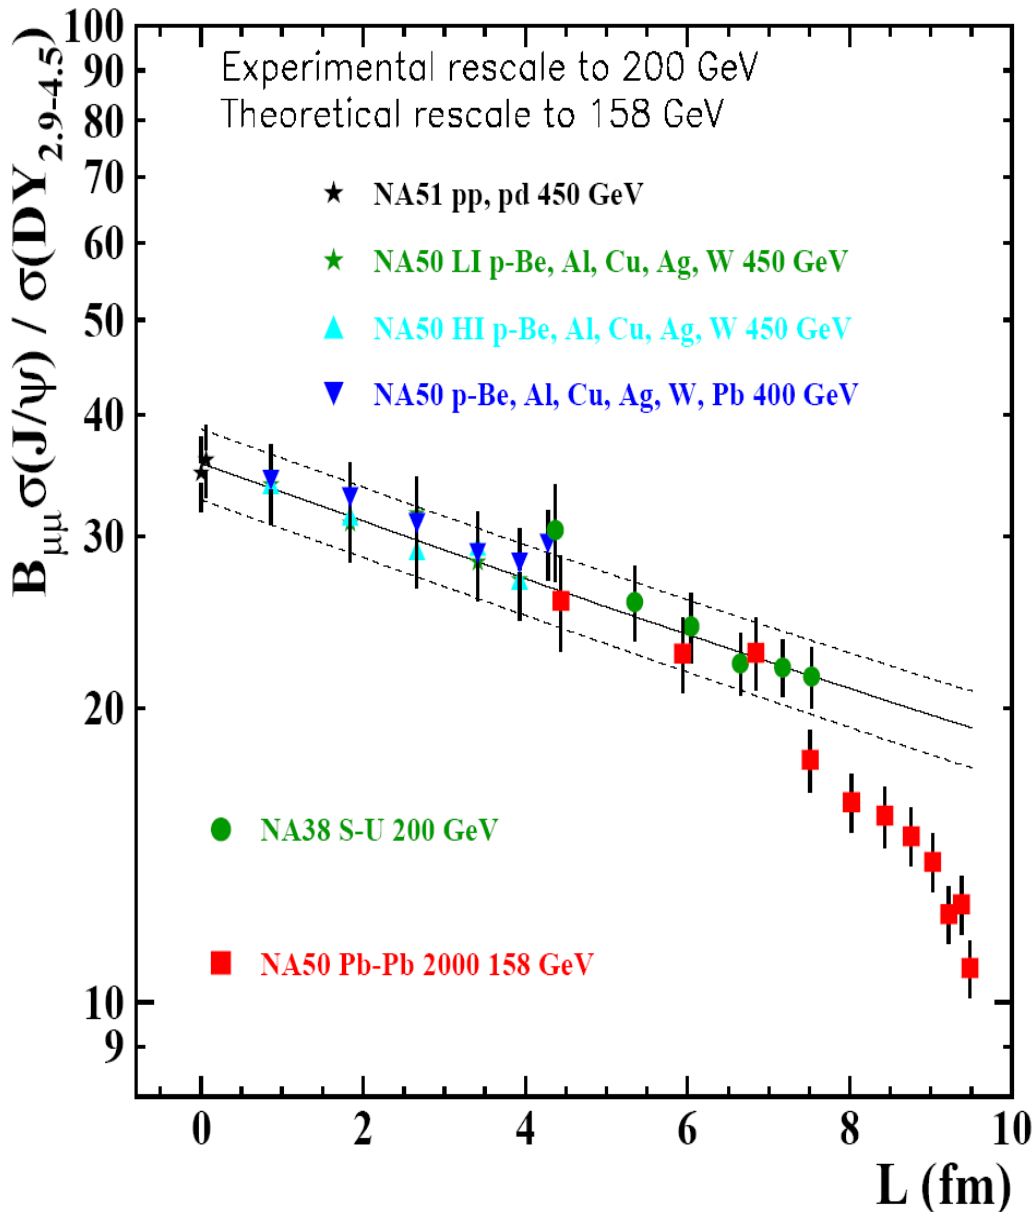 B_μμ σ(J/ψ) / σ(DY_2.9-4.5)
100
90
80
70
60
50
40
30
20
10
9
Experimental rescale to 200 GeV
Theoretical rescale to 158 GeV
NA51 pp, pd 450 GeV
NA50 LI p-Be, Al, Cu, Ag, W 450 GeV
NA50 HI p-Be, Al, Cu, Ag, W 450 GeV
NA50 p-Be, Al, Cu, Ag, W, Pb 400 GeV
NA38 S-U 200 GeV
NA50 Pb-Pb 2000 158 GeV
0 2 4 6 8 10
L (fm)